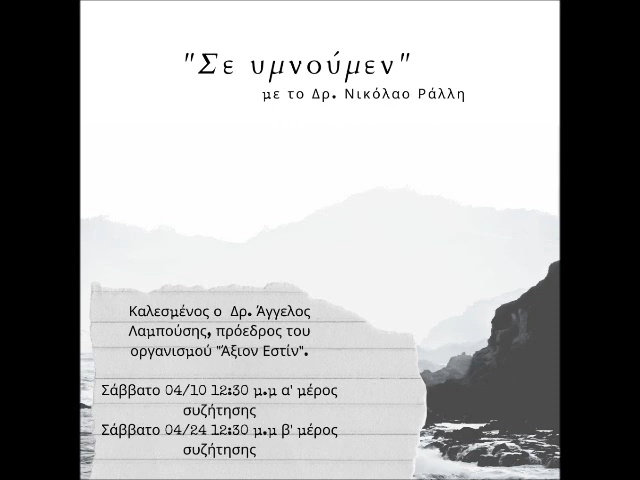 "Σε υμνούμεν"
με το Δρ. Νικόλαο Ράλλη
Καλεσμένος ο Δρ. Άγγελος
Λαμπούσης, πρόεδρος του
οργανισμού "Άξιον Εστίν".
Σάββατο 04/10 12:30 μ.μ α' μέρος
συζήτησης
Σάββατο 04/24 12:30 μ.μ β' μέρος
συζήτησης